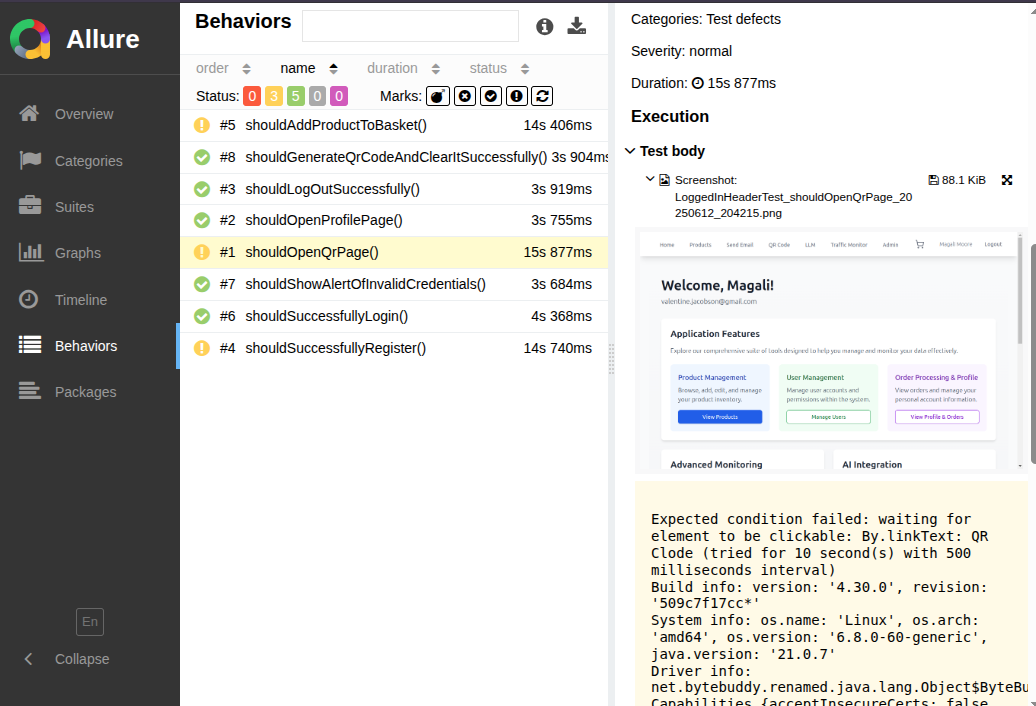 Allure
Overview
Categories
Suites
Graphs
Timeline
Behaviors
Packages
En
Collapse
Behaviors
order name duration status
Status: 0 3 5 0 0 Marks:
#5 shouldAddProductToBasket() 14s 406ms
#8 shouldGenerateQrCodeAndClearItSuccessfully() 3s 904ms
#3 shouldLogOutSuccessfully() 3s 919ms
#2 shouldOpenProfilePage() 3s 755ms
#1 shouldOpenQrPage() 15s 877ms
#7 shouldShowAlertOfInvalidCredentials() 3s 684ms
#6 shouldSuccessfullyLogin() 4s 368ms
#4 shouldSuccessfullyRegister() 14s 740ms
Categories: Test defects
Severity: normal
Duration: 15s 877ms
Execution
Test body
Screenshot: 88.1 KiB
LoggedInHeaderTest_shouldOpenQrPage_20
250612_204215.png
Home Products Send Email QR Code LLM Traffic Monitor Admin Magali Moore Logout
Welcome, Magali!
valentine.jacobson@gmail.com
Application Features
Explore our comprehensive suite of tools designed to help you manage and monitor your data effectively.
Product Management
Browse, add, edit, and manage
your product inventory.
View Products
User Management
Manage user accounts and
permissions within the system.
Manage Users
Order Processing & Profile
View orders and manage your
personal account information.
View Profile & Orders
Advanced Monitoring
AI Integration
Expected condition failed: waiting for
element to be clickable: By.linkText: QR
Clode (tried for 10 second(s) with 500
milliseconds interval)
Build info: version: '4.30.0', revision:
'509c7f17cc*'
System info: os.name: 'Linux', os.arch:
'amd64', os.version: '6.8.0-60-generic',
java.version: '21.0.7'
Driver info:
net.bytebuddy.renamed.java.lang.Object$ByteBu
Capabilities {acceptInsecureCerts: false